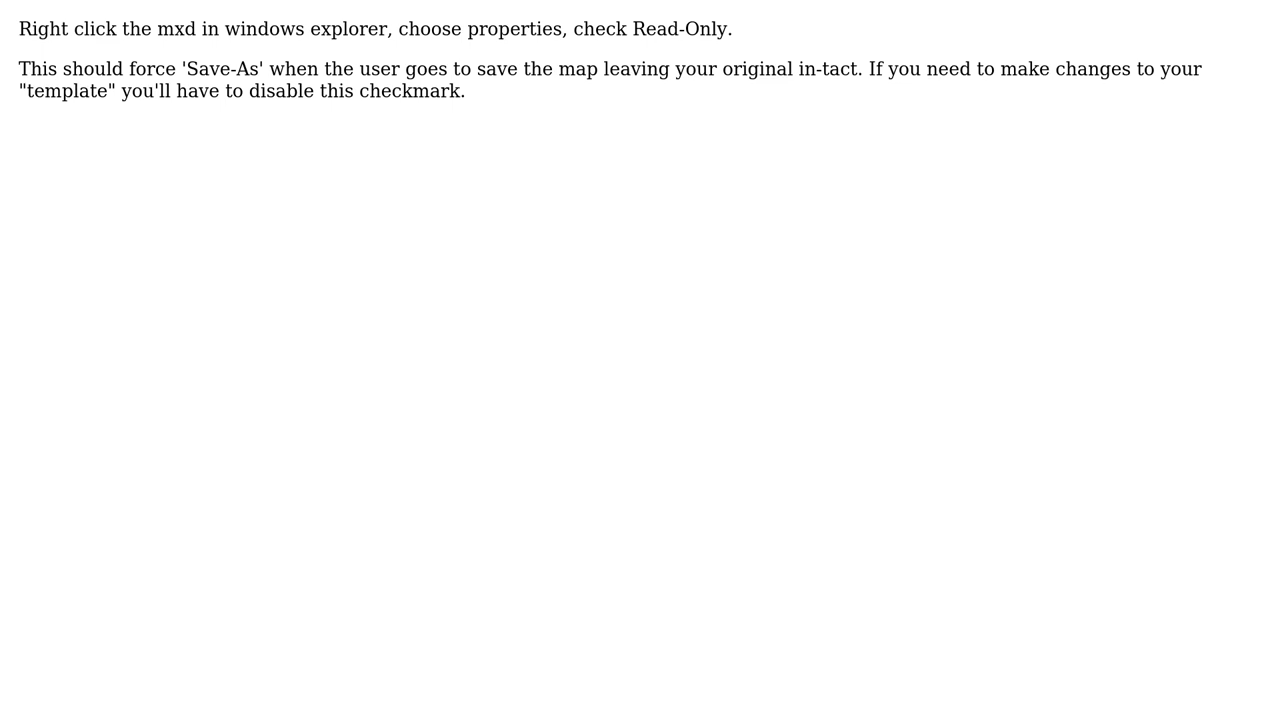 Right click the mxd in windows explorer, choose properties, check Read-Only.
This should force 'Save-As' when the user goes to save the map leaving your original in-tact. If you need to make changes to your
"template" you'll have to disable this checkmark.